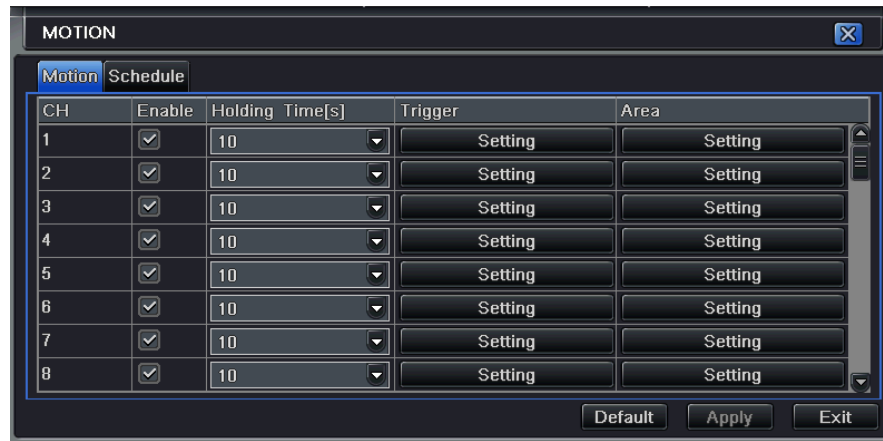 MOTION
Motion Schedule
CH Enable Holding Time[s] Trigger Area
1 10 Setting Setting
2 10 Setting Setting
3 10 Setting Setting
4 10 Setting Setting
5 10 Setting Setting
6 10 Setting Setting
7 10 Setting Setting
8 10 Setting Setting
Default Apply Exit